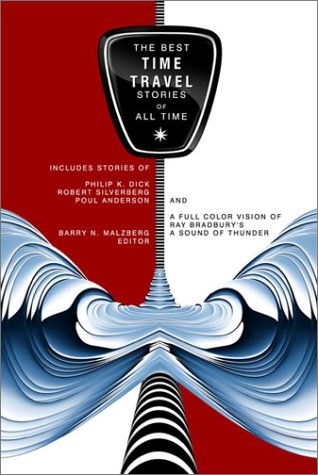 THE BEST
TIME
TRAVEL
STORIES
OF
ALL TIME
INCLUDES STORIES OF
PHILIP K. DICK
ROBERT SILVERBERG
POUL ANDERSON
AND
BARRY N. MALZBERG
EDITOR
A FULL COLOR VISION OF
RAY BRADBURY'S
A SOUND OF THUNDER